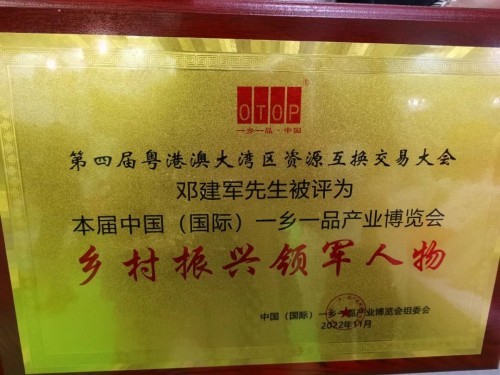 OTOP®
一乡一品·中国
第四届粤港澳大湾区资源互换交易大会
邓建军先生被评为
本届中国（国际）一乡一品产业博览会
乡村振兴领军人物
中国（国际）一乡一品产业博览会组委会
2022年11月